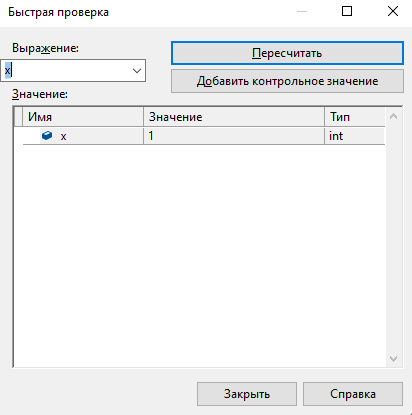 Быстрая проверка
Выражение:
Пересчитать
x
Добавить контрольное значение
Значение:
Имя Значение Тип
x 1 int
Закрыть Справка